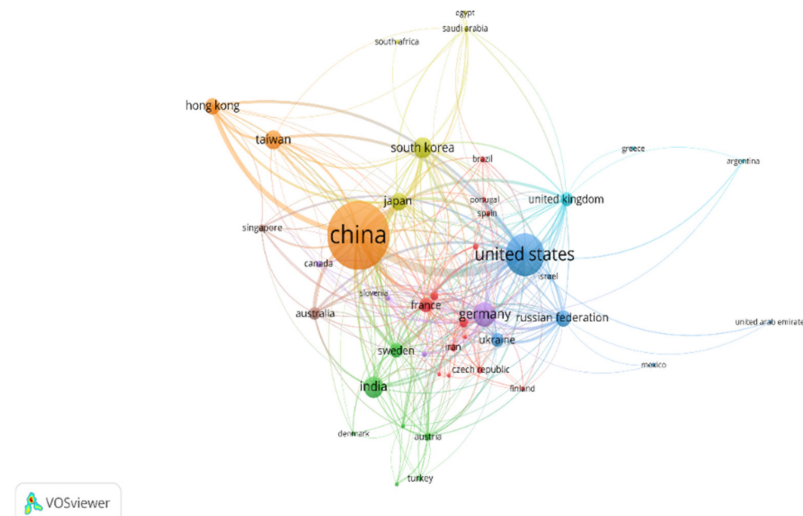 egypt
saudi arabia
south africa
hong kong
taiwan
south korea
greece
brazil
argentina
japan
portugal
united kingdom
spain
singapore
china
united states
canada
israel
slovenia
france
australia
germany
russian federation
united arab emirate
ukraine
sweden
iran
mexico
czech republic
india
finland
denmark
austria
turkey
VOSviewer